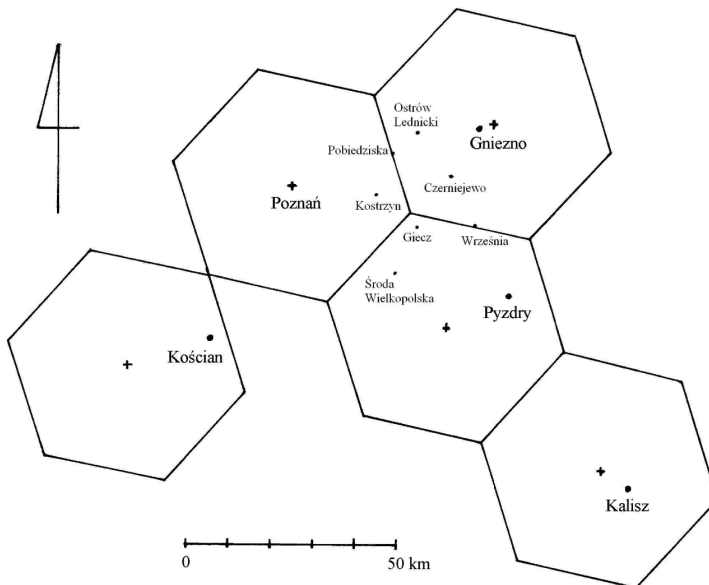 Ostrów
Lednicki
Gniezno
Pobiedziska
Czerniejewo
Poznań
Kostrzyn
Giecz
Września
Środa
Wielkopolska
Pyzdry
Kościan
Kalisz
0 50 km